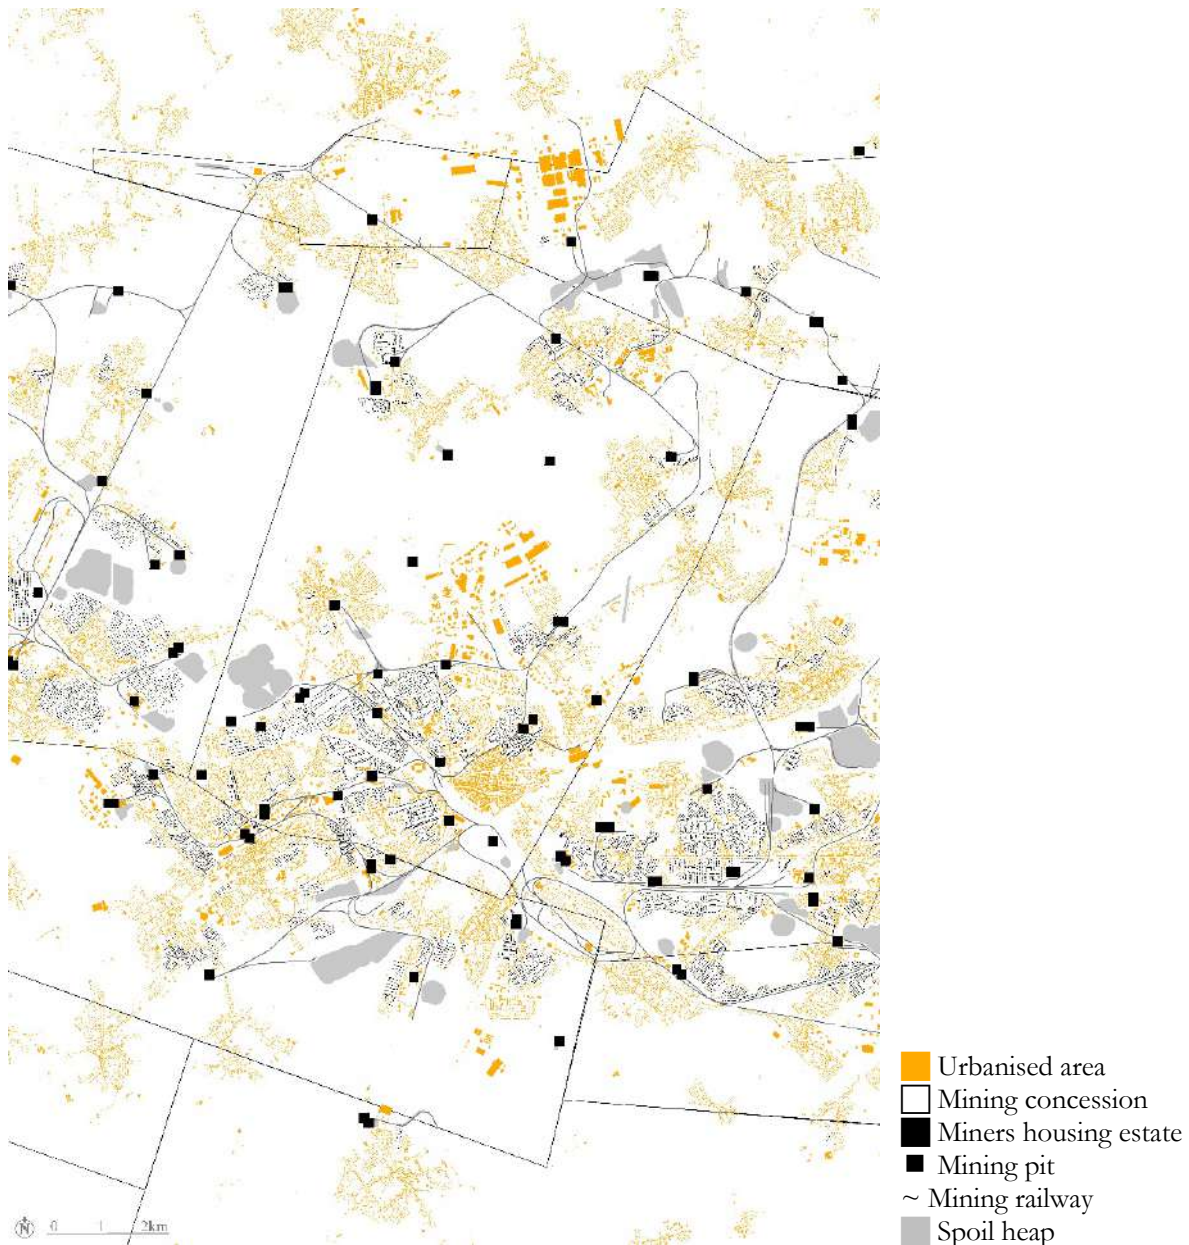 Urbanised area
Mining concession
Miners housing estate
Mining pit
~ Mining railway
Spoil heap
N 0 1 2km